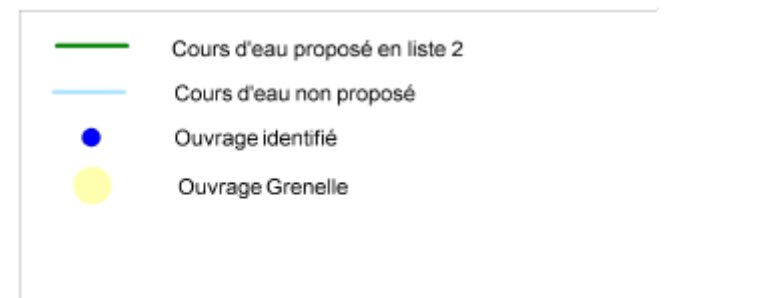 Cours d'eau proposé en liste 2
Cours d'eau non proposé
Ouvrage identifié
Ouvrage Grenelle